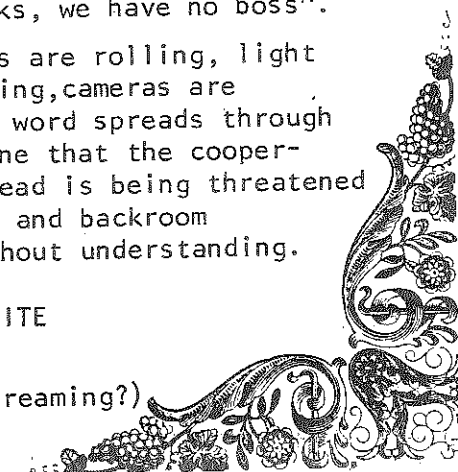 ks, we have no boss".
s are rolling, light
ing,cameras are
word spreads through
ne that the cooper-
ead is being threatened
and backroom
hout understanding.
ITE
reaming?)